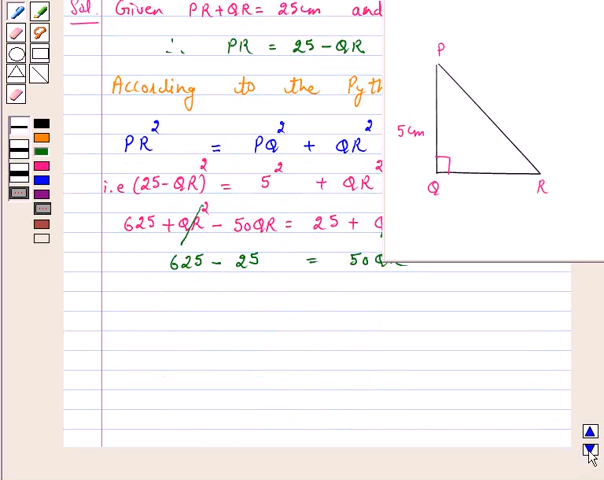 Sol. Given PR+QR = 25cm and
∴ PR = 25 - QR
According to the Pyth
PR² = PQ² + QR²
i.e (25-QR)² = 5² + QR²
625 + QR² - 50QR = 25 +
625 - 25 = 50QR
P
5cm
Q R